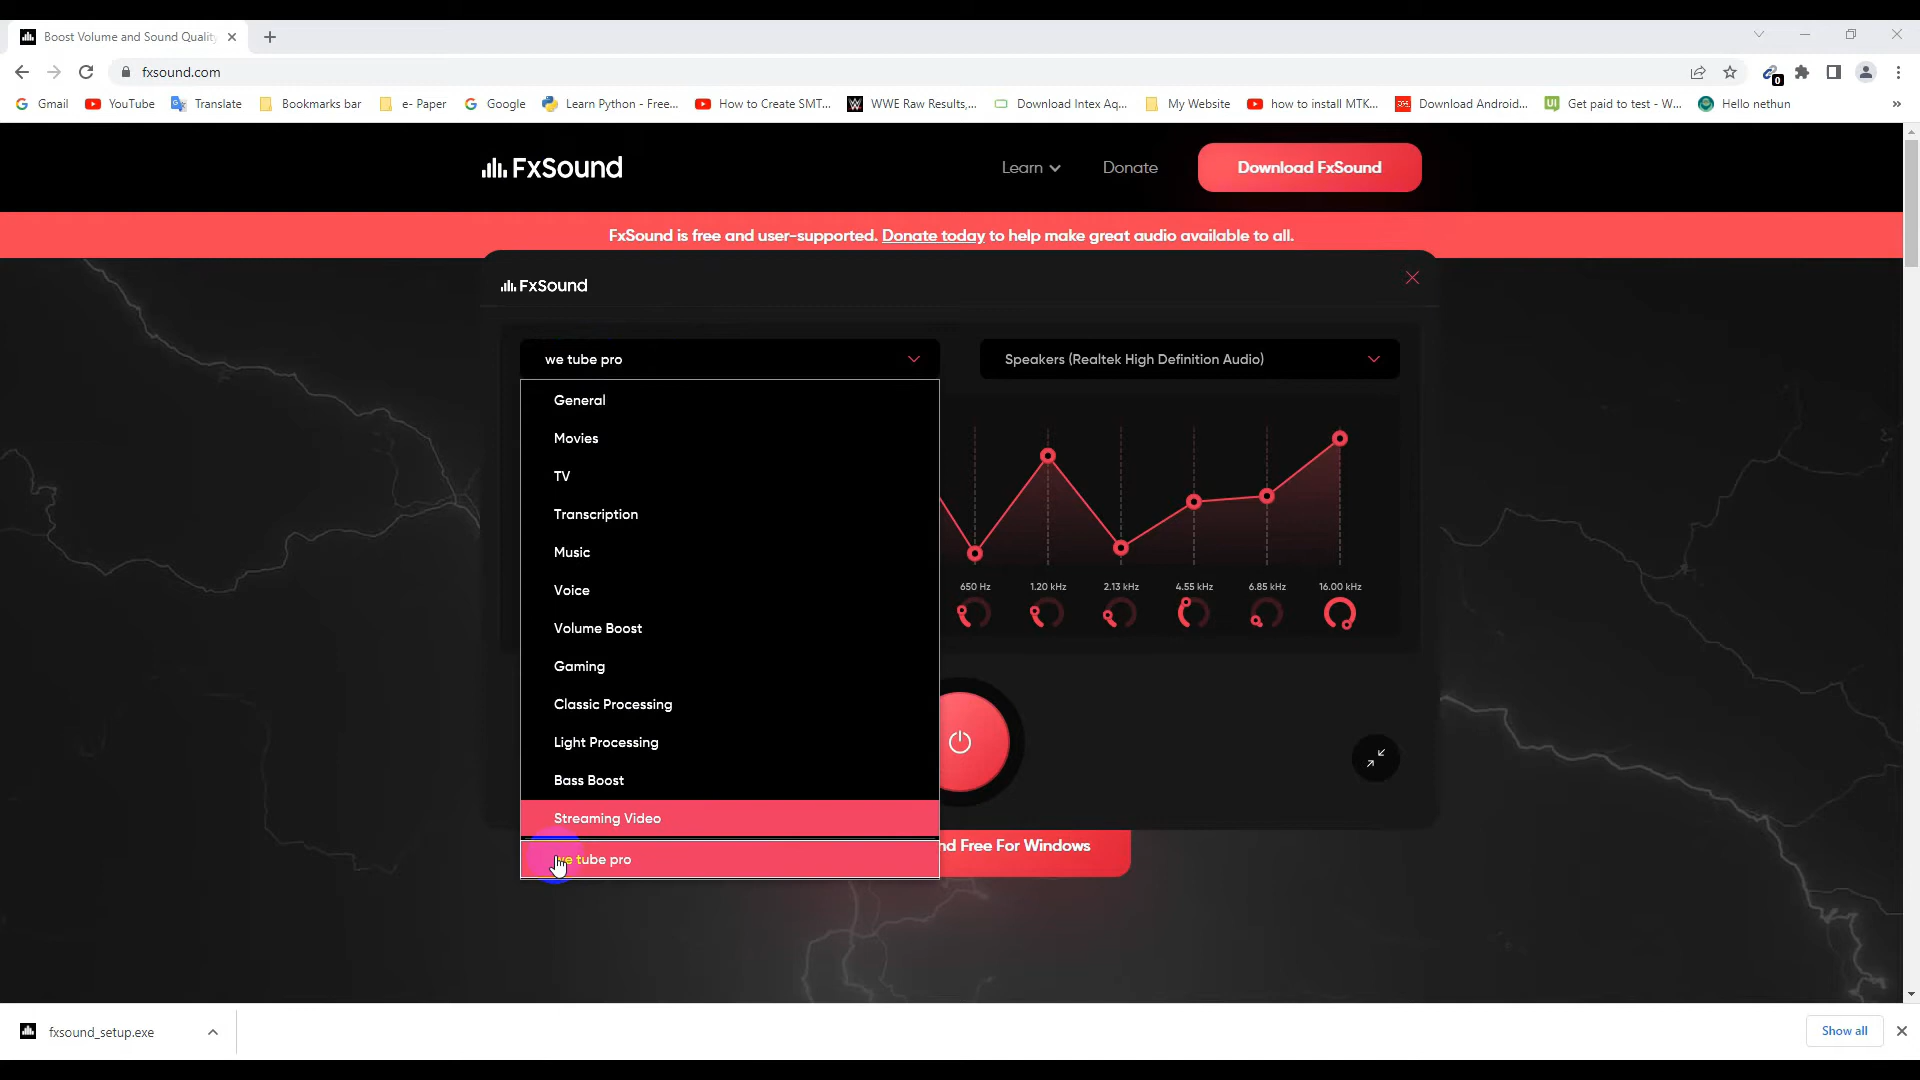 Boost Volume and Sound Quality
fxsound.com
0
Gmail YouTube Translate Bookmarks bar e- Paper Google Learn Python - Free... How to Create SMT... WWE Raw Results,... Download Intex Aq... My Website how to install MTK... Download Android... Get paid to test - W... Hello nethun »
FxSound Learn Donate Download FxSound
FxSound is free and user-supported. Donate today to help make great audio available to all.
FxSound
we tube pro Speakers (Realtek High Definition Audio)
General
Movies
TV
Transcription
Music
Voice
Volume Boost
Gaming
Classic Processing
Light Processing
Bass Boost
Streaming Video
we tube pro
650 Hz 1.20 kHz 2.13 kHz 4.55 kHz 6.85 kHz 16.00 kHz
nd Free For Windows
fxsound_setup.exe Show all